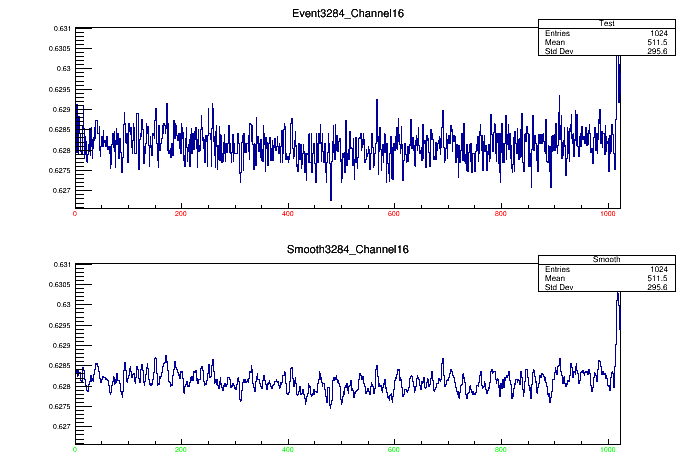 Event3284_Channel16
Test
Entries 1024
Mean 511.5
Std Dev 295.6
0.631
0.6305
0.63
0.6295
0.629
0.6285
0.628
0.6275
0.627
0 200 400 600 800 1000
Smooth3284_Channel16
Smooth
Entries 1024
Mean 511.5
Std Dev 295.6
0.631
0.6305
0.63
0.6295
0.629
0.6285
0.628
0.6275
0.627
0 200 400 600 800 1000